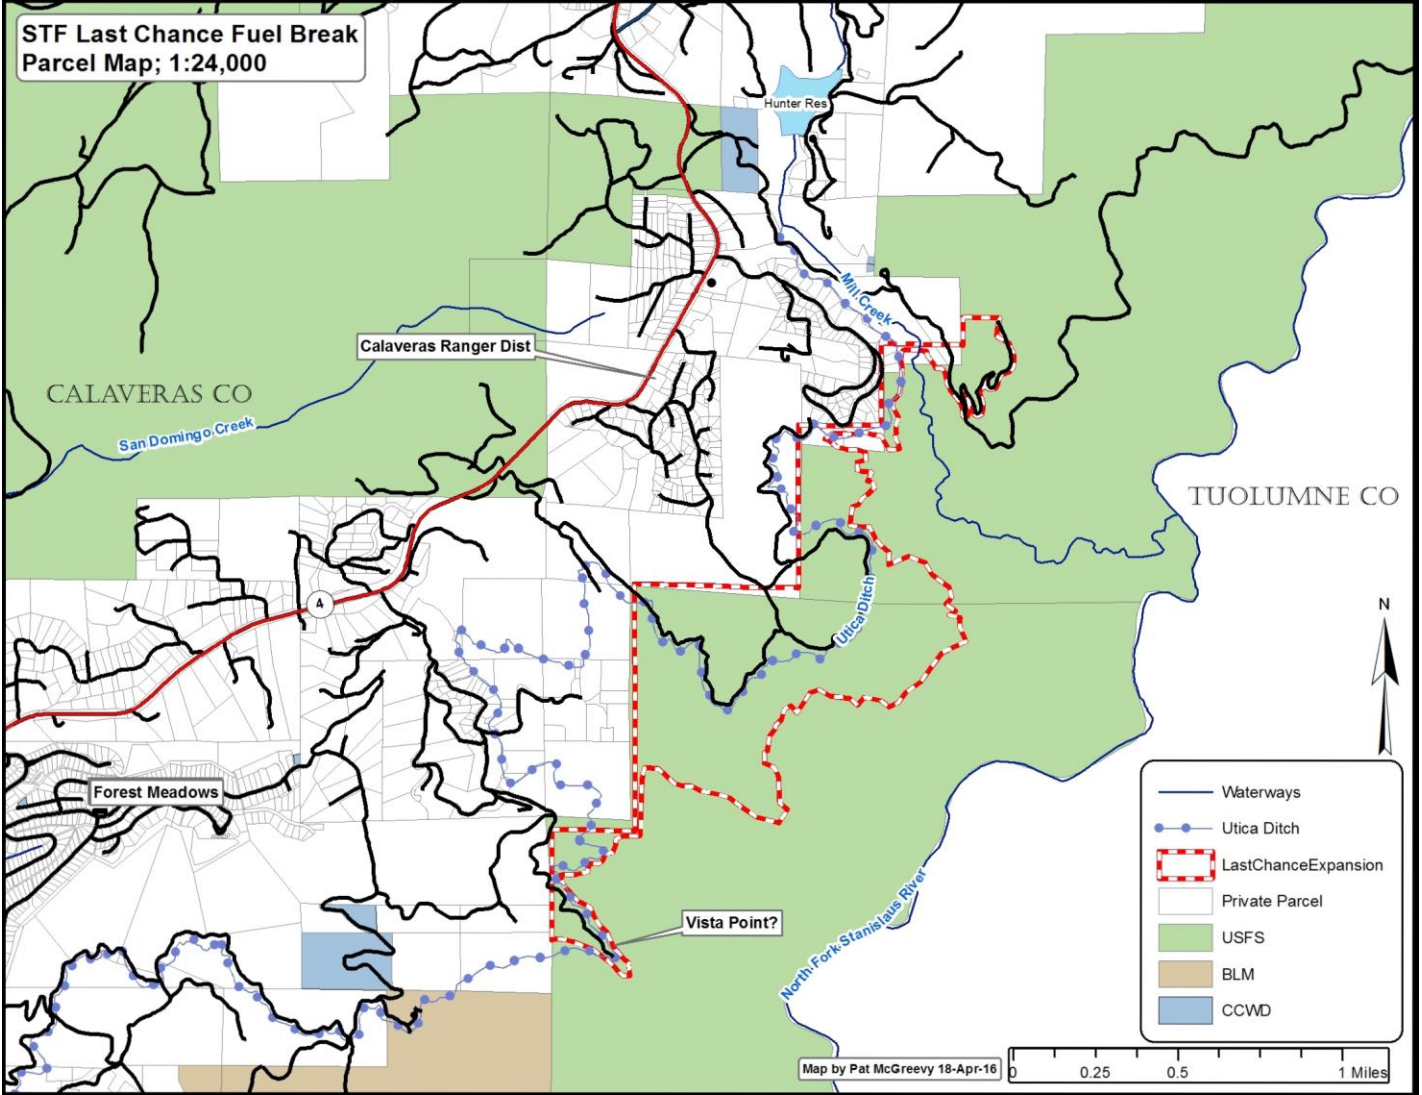 STF Last Chance Fuel Break
Parcel Map; 1:24,000
Hunter Res
Mill Creek
Calaveras Ranger Dist
CALAVERAS CO
San Domingo Creek
TUOLUMNE CO
4
Utica Ditch
N
Forest Meadows
Vista Point?
North Fork Stanislaus River
Waterways
Utica Ditch
LastChanceExpansion
Private Parcel
USFS
BLM
CCWD
Map by Pat McGreevy 18-Apr-16
0 0.25 0.5 1 Miles